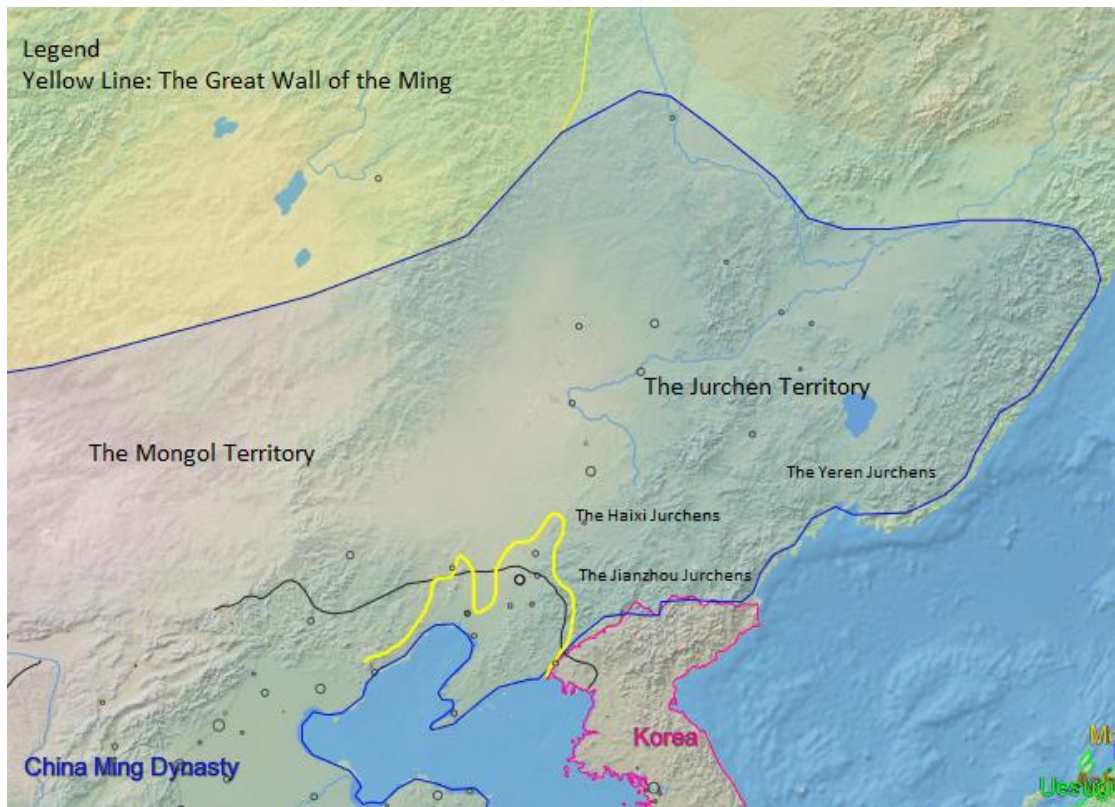 Legend
Yellow Line: The Great Wall of the Ming
The Jurchen Territory
The Mongol Territory
The Yeren Jurchens
The Haixi Jurchens
The Jianzhou Jurchens
Korea
China Ming Dynasty